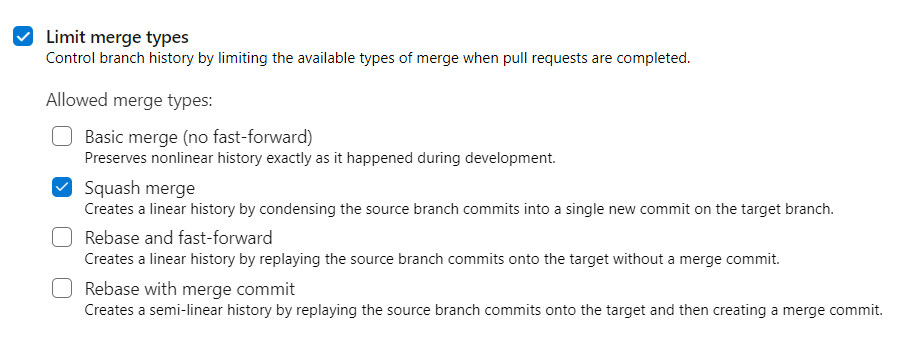 Limit merge types
Control branch history by limiting the available types of merge when pull requests are completed.
Allowed merge types:
Basic merge (no fast-forward)
Preserves nonlinear history exactly as it happened during development.
Squash merge
Creates a linear history by condensing the source branch commits into a single new commit on the target branch.
Rebase and fast-forward
Creates a linear history by replaying the source branch commits onto the target without a merge commit.
Rebase with merge commit
Creates a semi-linear history by replaying the source branch commits onto the target and then creating a merge commit.